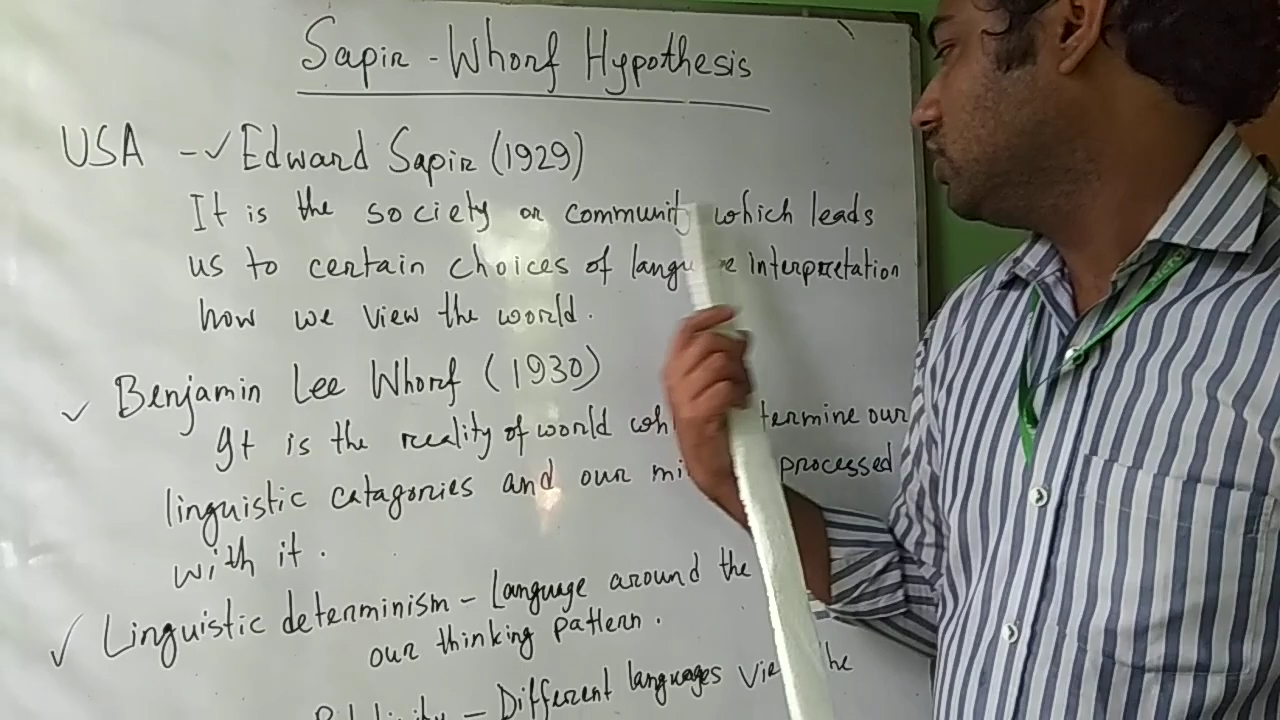 Sapir - Whorf Hypothesis
USA - ✓ Edward Sapir (1929)
It is the society or community which leads
us to certain choices of interpretation
how we view the world.
✓ Benjamin Lee Whorf (1930)
It is the reality of world our
linguistic catagories and our processed
with it.
✓ Linguistic determinism - Language around the
our thinking pattern.
- Different languages the